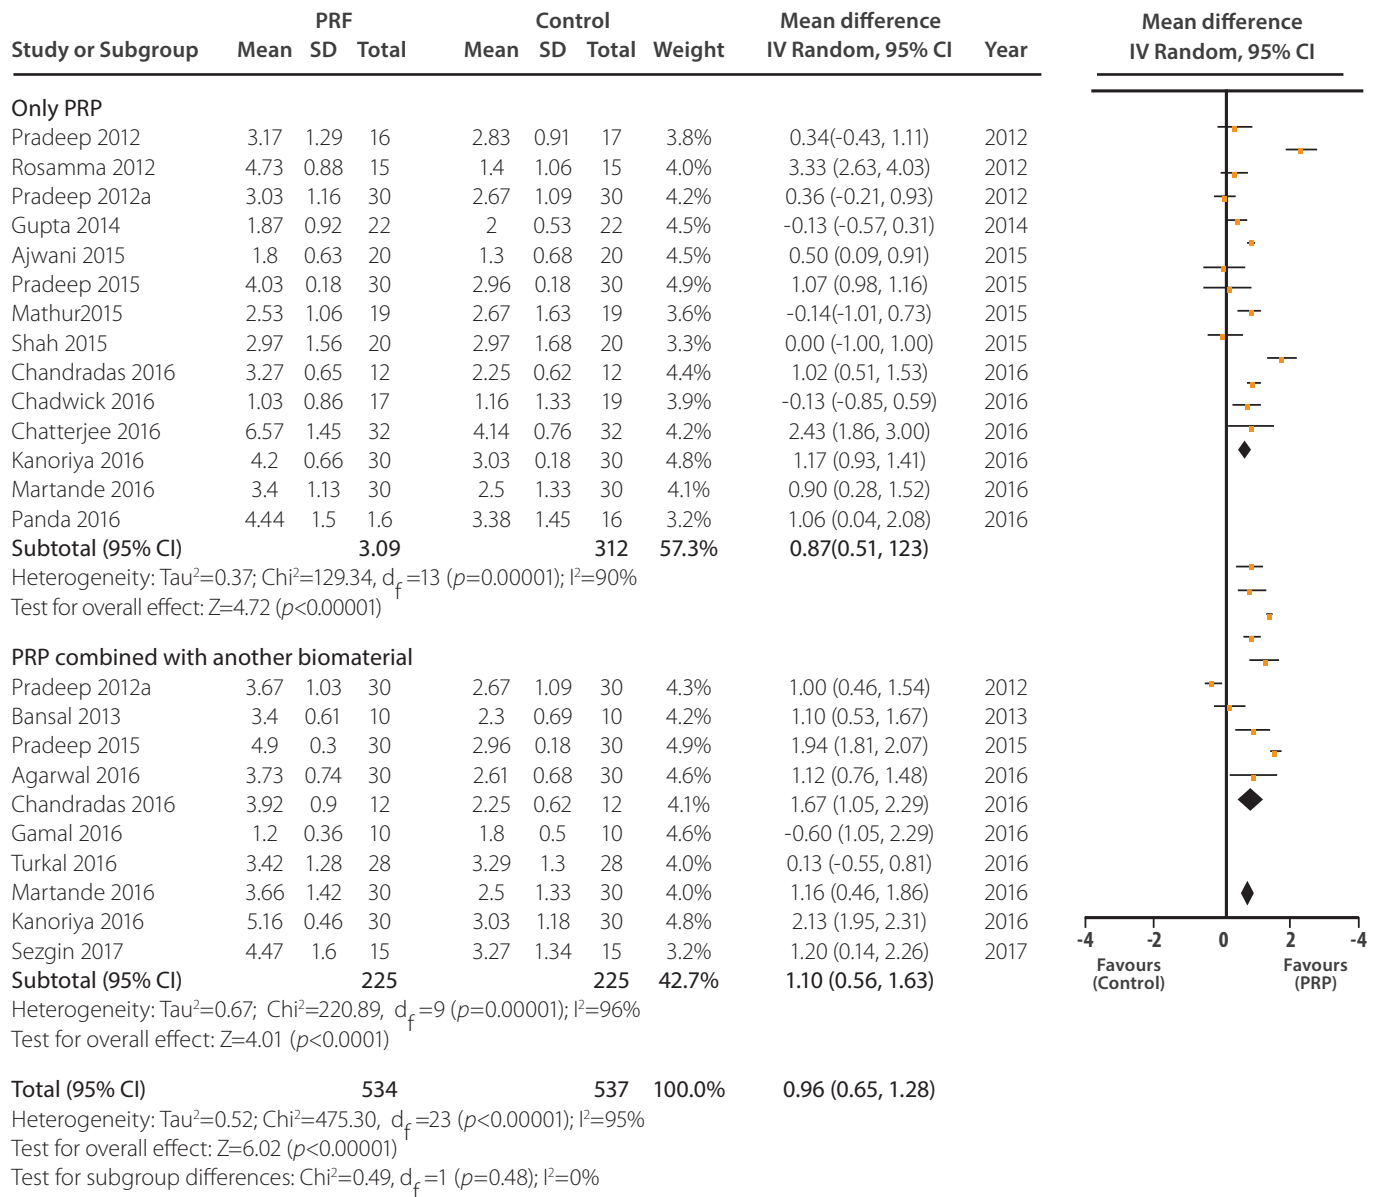 PRF Control Mean difference Mean difference
Study or Subgroup Mean SD Total Mean SD Total Weight IV Random, 95% CI Year IV Random, 95% CI
Only PRP
Pradeep 2012 3.17 1.29 16 2.83 0.91 17 3.8% 0.34(-0.43, 1.11) 2012
Rosamma 2012 4.73 0.88 15 1.4 1.06 15 4.0% 3.33 (2.63, 4.03) 2012
Pradeep 2012a 3.03 1.16 30 2.67 1.09 30 4.2% 0.36 (-0.21, 0.93) 2012
Gupta 2014 1.87 0.92 22 2 0.53 22 4.5% -0.13 (-0.57, 0.31) 2014
Ajwani 2015 1.8 0.63 20 1.3 0.68 20 4.5% 0.50 (0.09, 0.91) 2015
Pradeep 2015 4.03 0.18 30 2.96 0.18 30 4.9% 1.07 (0.98, 1.16) 2015
Mathur2015 2.53 1.06 19 2.67 1.63 19 3.6% -0.14(-1.01, 0.73) 2015
Shah 2015 2.97 1.56 20 2.97 1.68 20 3.3% 0.00 (-1.00, 1.00) 2015
Chandradas 2016 3.27 0.65 12 2.25 0.62 12 4.4% 1.02 (0.51, 1.53) 2016
Chadwick 2016 1.03 0.86 17 1.16 1.33 19 3.9% -0.13 (-0.85, 0.59) 2016
Chatterjee 2016 6.57 1.45 32 4.14 0.76 32 4.2% 2.43 (1.86, 3.00) 2016
Kanoriya 2016 4.2 0.66 30 3.03 0.18 30 4.8% 1.17 (0.93, 1.41) 2016
Martande 2016 3.4 1.13 30 2.5 1.33 30 4.1% 0.90 (0.28, 1.52) 2016
Panda 2016 4.44 1.5 1.6 3.38 1.45 16 3.2% 1.06 (0.04, 2.08) 2016
Subtotal (95% CI) 3.09 312 57.3% 0.87(0.51, 123)
Heterogeneity: Tau²=0.37; Chi²=129.34, df=13 (p=0.00001); I²=90%
Test for overall effect: Z=4.72 (p<0.00001)
PRP combined with another biomaterial
Pradeep 2012a 3.67 1.03 30 2.67 1.09 30 4.3% 1.00 (0.46, 1.54) 2012
Bansal 2013 3.4 0.61 10 2.3 0.69 10 4.2% 1.10 (0.53, 1.67) 2013
Pradeep 2015 4.9 0.3 30 2.96 0.18 30 4.9% 1.94 (1.81, 2.07) 2015
Agarwal 2016 3.73 0.74 30 2.61 0.68 30 4.6% 1.12 (0.76, 1.48) 2016
Chandradas 2016 3.92 0.9 12 2.25 0.62 12 4.1% 1.67 (1.05, 2.29) 2016
Gamal 2016 1.2 0.36 10 1.8 0.5 10 4.6% -0.60 (1.05, 2.29) 2016
Turkal 2016 3.42 1.28 28 3.29 1.3 28 4.0% 0.13 (-0.55, 0.81) 2016
Martande 2016 3.66 1.42 30 2.5 1.33 30 4.0% 1.16 (0.46, 1.86) 2016
Kanoriya 2016 5.16 0.46 30 3.03 1.18 30 4.8% 2.13 (1.95, 2.31) 2016
Sezgin 2017 4.47 1.6 15 3.27 1.34 15 3.2% 1.20 (0.14, 2.26) 2017
Subtotal (95% CI) 225 225 42.7% 1.10 (0.56, 1.63)
Heterogeneity: Tau²=0.67; Chi²=220.89, df=9 (p=0.00001); I²=96%
Test for overall effect: Z=4.01 (p<0.0001)
Total (95% CI) 534 537 100.0% 0.96 (0.65, 1.28)
Heterogeneity: Tau²=0.52; Chi²=475.30, df=23 (p<0.00001); I²=95%
Test for overall effect: Z=6.02 (p<0.00001)
Test for subgroup differences: Chi²=0.49, df=1 (p=0.48); I²=0%
-4 -2 0 2 -4
Favours Favours
(Control) (PRP)